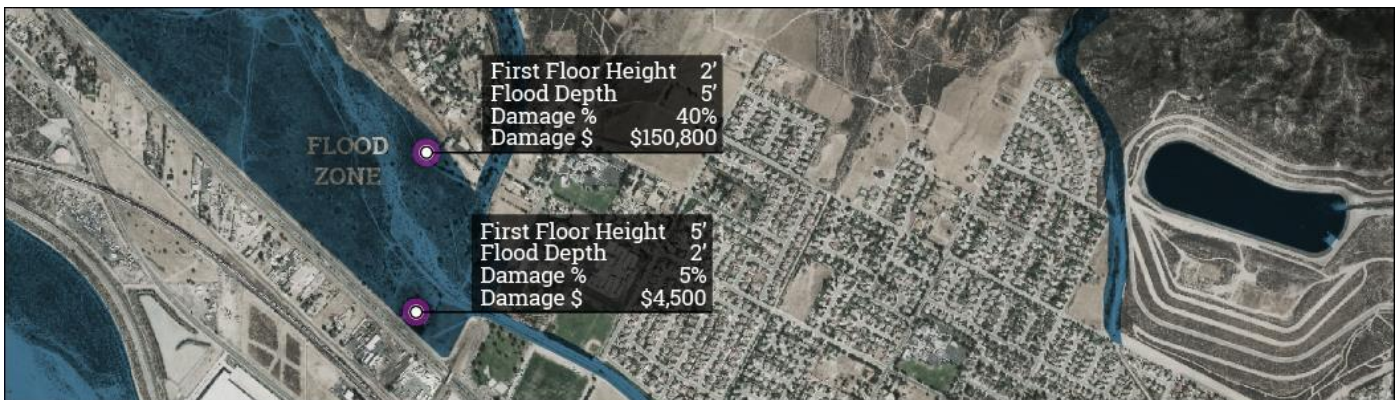 First Floor Height 2'
Flood Depth 5'
Damage % 40%
Damage $ $150,800
FLOOD
ZONE
First Floor Height 5'
Flood Depth 2'
Damage % 5%
Damage $ $4,500